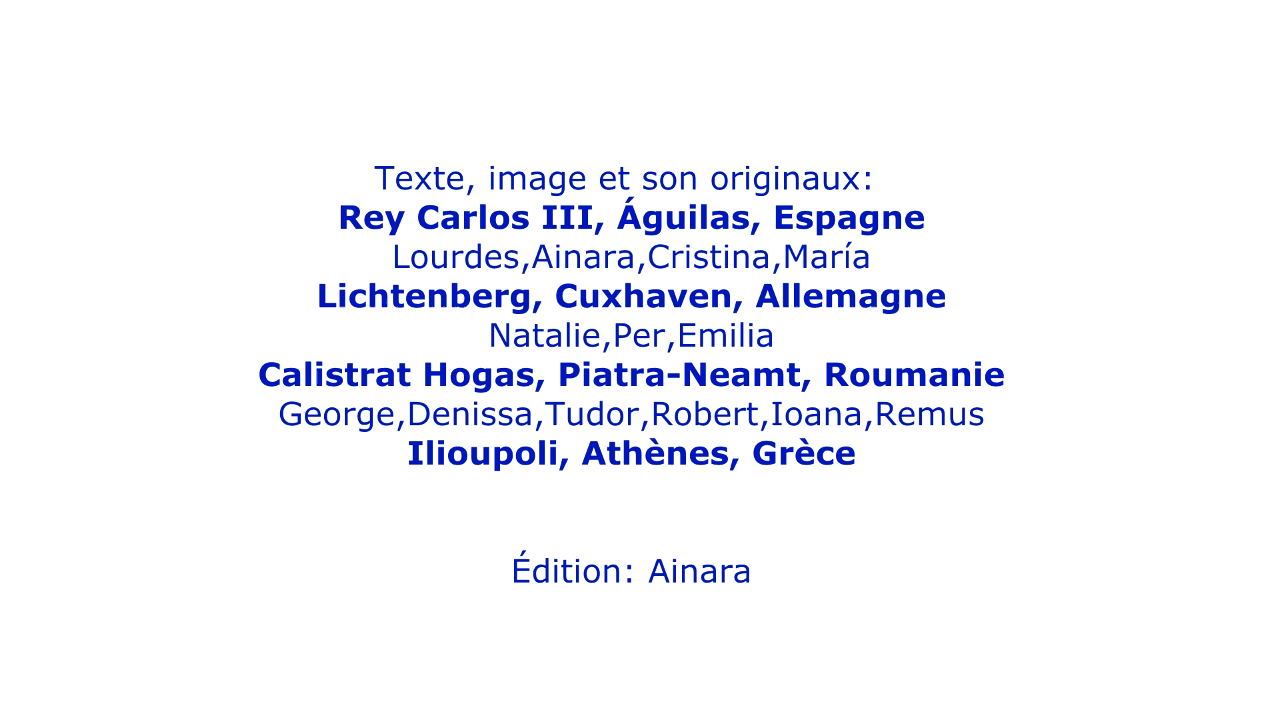 Texte, image et son originaux:
Rey Carlos III, Águilas, Espagne
Lourdes,Ainara,Cristina,María
Lichtenberg, Cuxhaven, Allemagne
Natalie,Per,Emilia
Calistrat Hogas, Piatra-Neamt, Roumanie
George,Denissa,Tudor,Robert,Ioana,Remus
Ilioupoli, Athènes, Grèce
Édition: Ainara